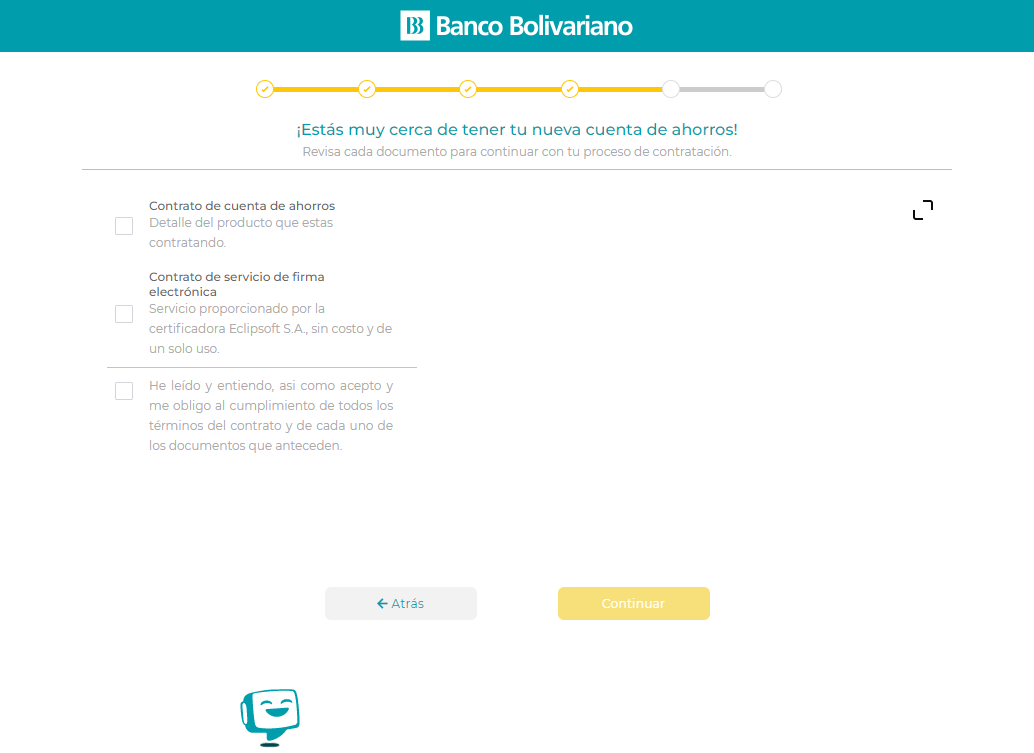 Banco Bolivariano
¡Estás muy cerca de tener tu nueva cuenta de ahorros!
Revisa cada documento para continuar con tu proceso de contratación.
Contrato de cuenta de ahorros
Detalle del producto que estas
contratando.
Contrato de servicio de firma
electrónica
Servicio proporcionado por la
certificadora Eclipsoft S.A., sin costo y de
un solo uso.
He leído y entiendo, asi como acepto y
me obligo al cumplimiento de todos los
términos del contrato y de cada uno de
los documentos que anteceden.
Atrás
Continuar